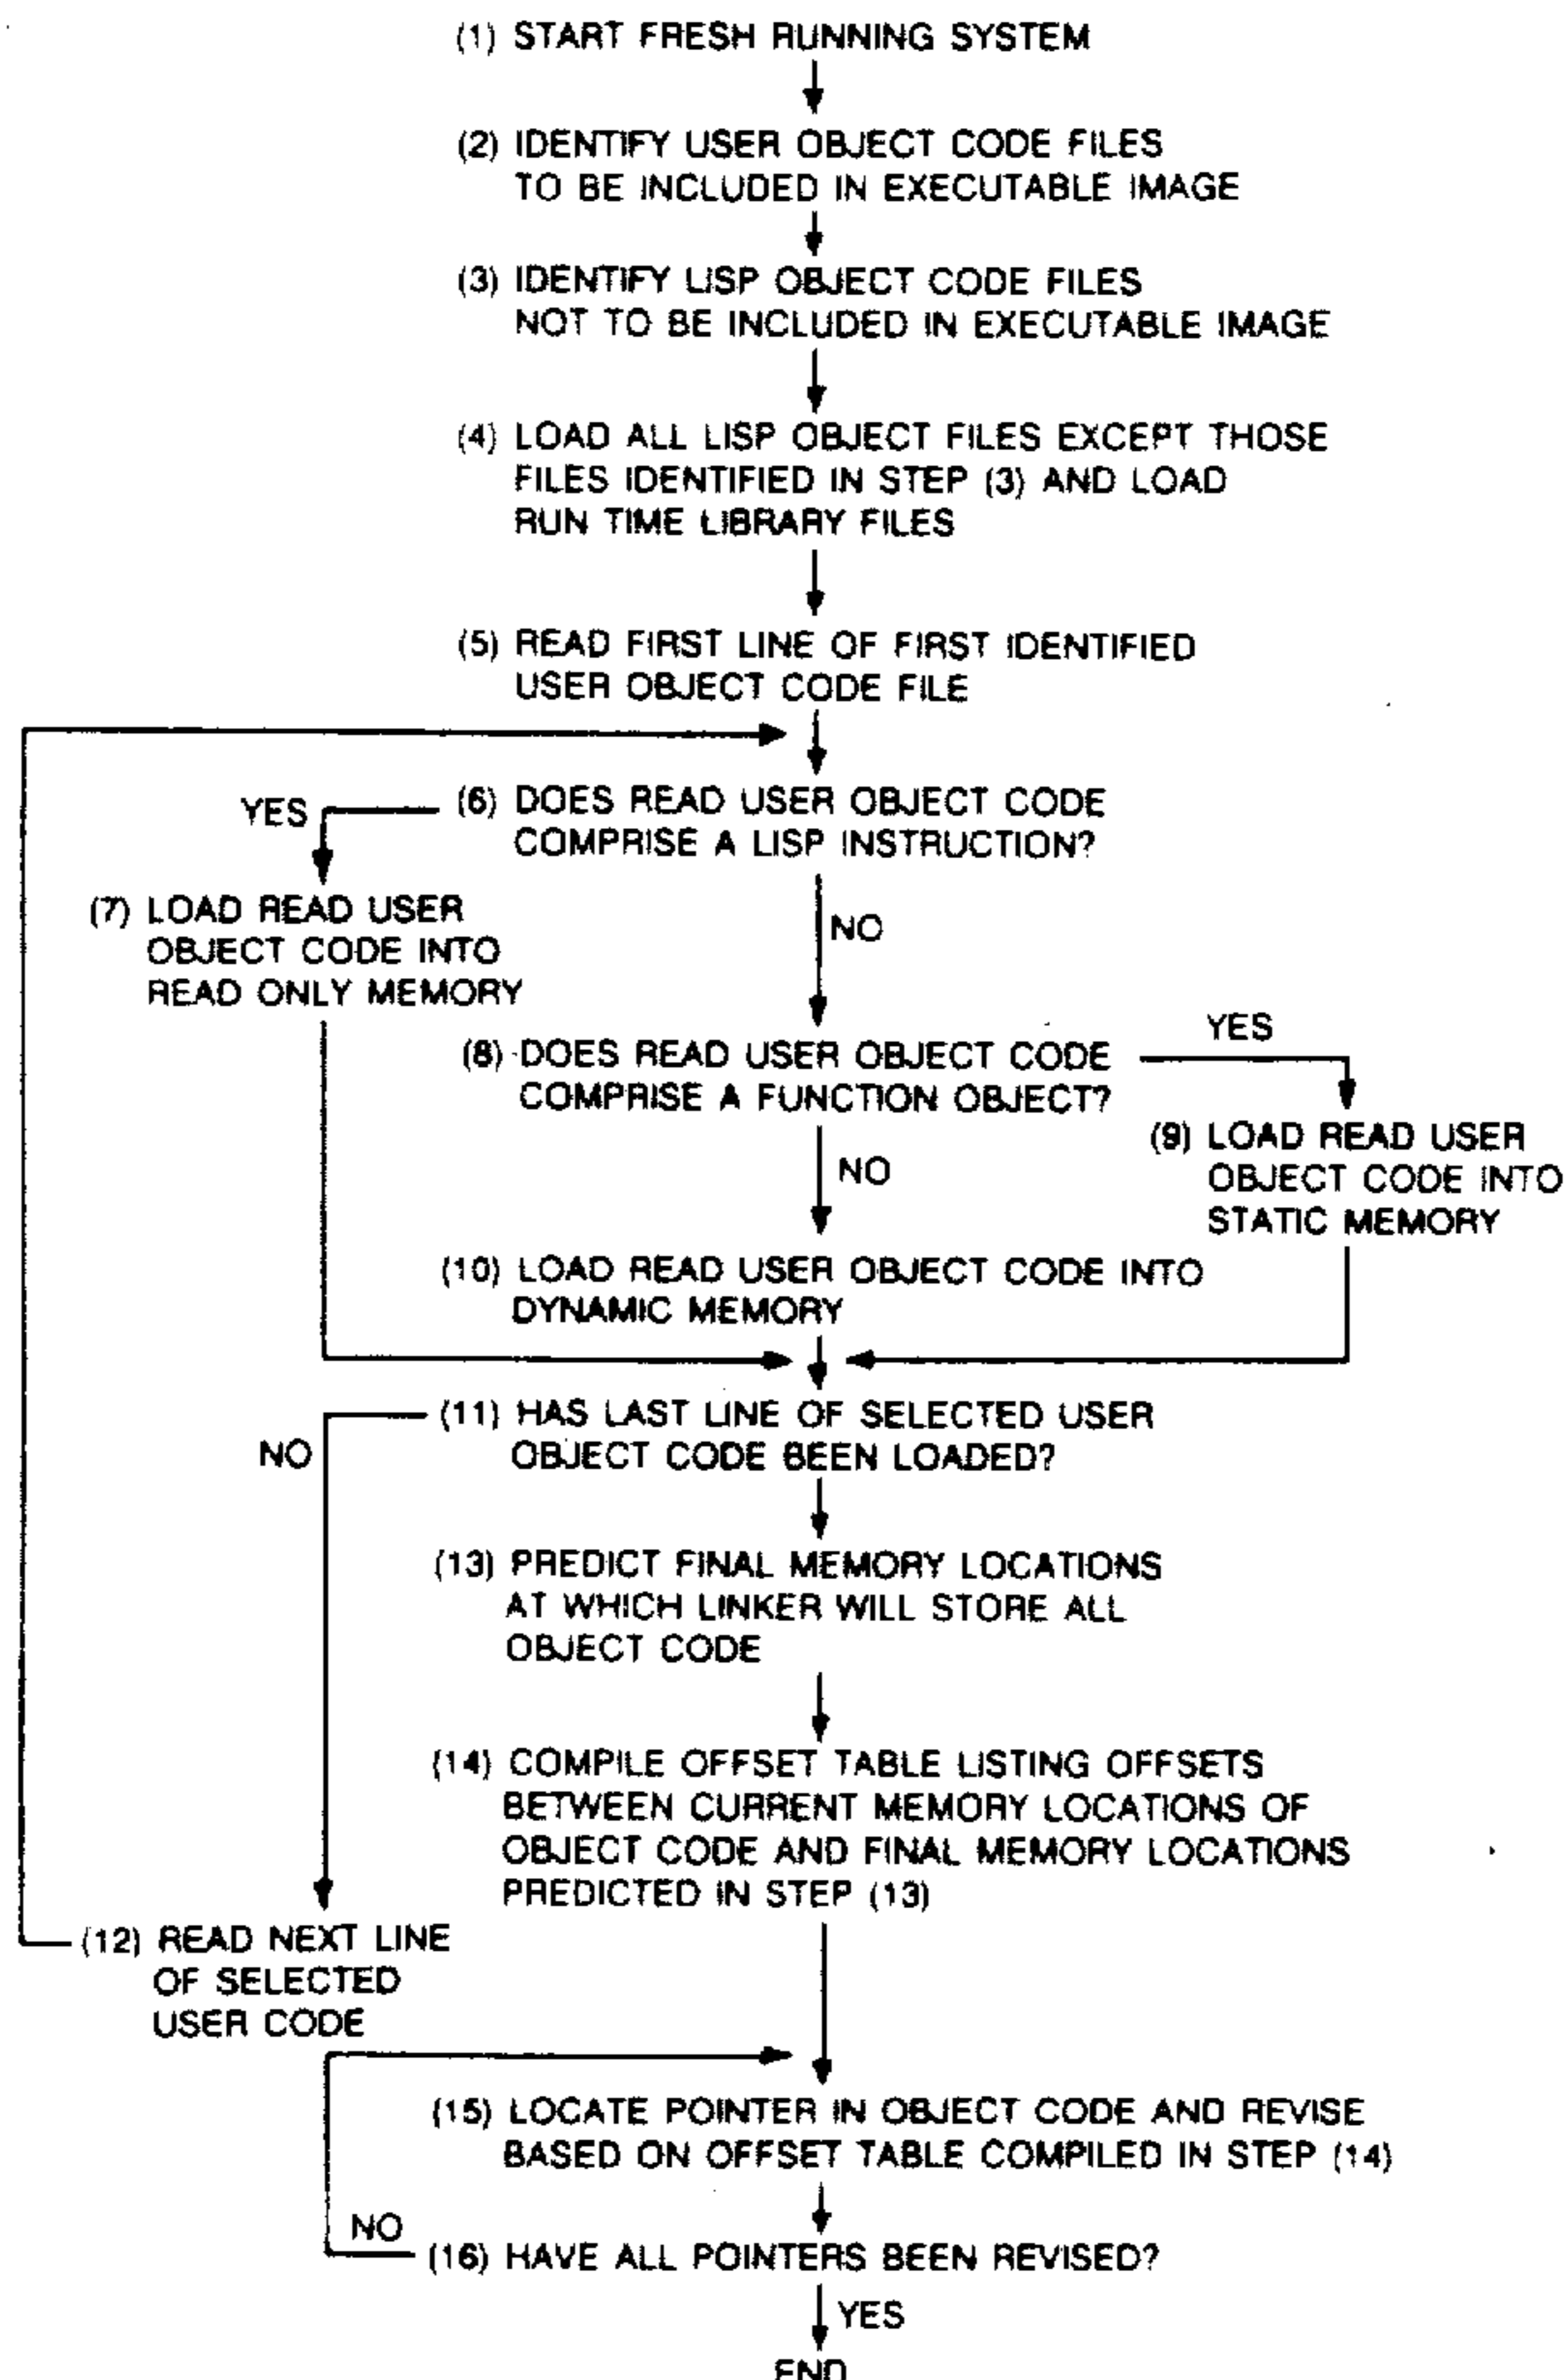 (1) START FRESH RUNNING SYSTEM
(2) IDENTIFY USER OBJECT CODE FILES
TO BE INCLUDED IN EXECUTABLE IMAGE
(3) IDENTIFY LISP OBJECT CODE FILES
NOT TO BE INCLUDED IN EXECUTABLE IMAGE
(4) LOAD ALL LISP OBJECT FILES EXCEPT THOSE
FILES IDENTIFIED IN STEP (3) AND LOAD
RUN TIME LIBRARY FILES
(5) READ FIRST LINE OF FIRST IDENTIFIED
USER OBJECT CODE FILE
YES
(6) DOES READ USER OBJECT CODE
COMPRISE A LISP INSTRUCTION?
(7) LOAD READ USER
OBJECT CODE INTO
READ ONLY MEMORY
NO
(8) DOES READ USER OBJECT CODE
COMPRISE A FUNCTION OBJECT?
YES
(9) LOAD READ USER
OBJECT CODE INTO
STATIC MEMORY
NO
(10) LOAD READ USER OBJECT CODE INTO
DYNAMIC MEMORY
(11) HAS LAST LINE OF SELECTED USER
OBJECT CODE BEEN LOADED?
NO
(13) PREDICT FINAL MEMORY LOCATIONS
AT WHICH LINKER WILL STORE ALL
OBJECT CODE
(14) COMPILE OFFSET TABLE LISTING OFFSETS
BETWEEN CURRENT MEMORY LOCATIONS OF
OBJECT CODE AND FINAL MEMORY LOCATIONS
PREDICTED IN STEP (13)
(12) READ NEXT LINE
OF SELECTED
USER CODE
(15) LOCATE POINTER IN OBJECT CODE AND REVISE
BASED ON OFFSET TABLE COMPILED IN STEP (14)
NO
(16) HAVE ALL POINTERS BEEN REVISED?
YES
END